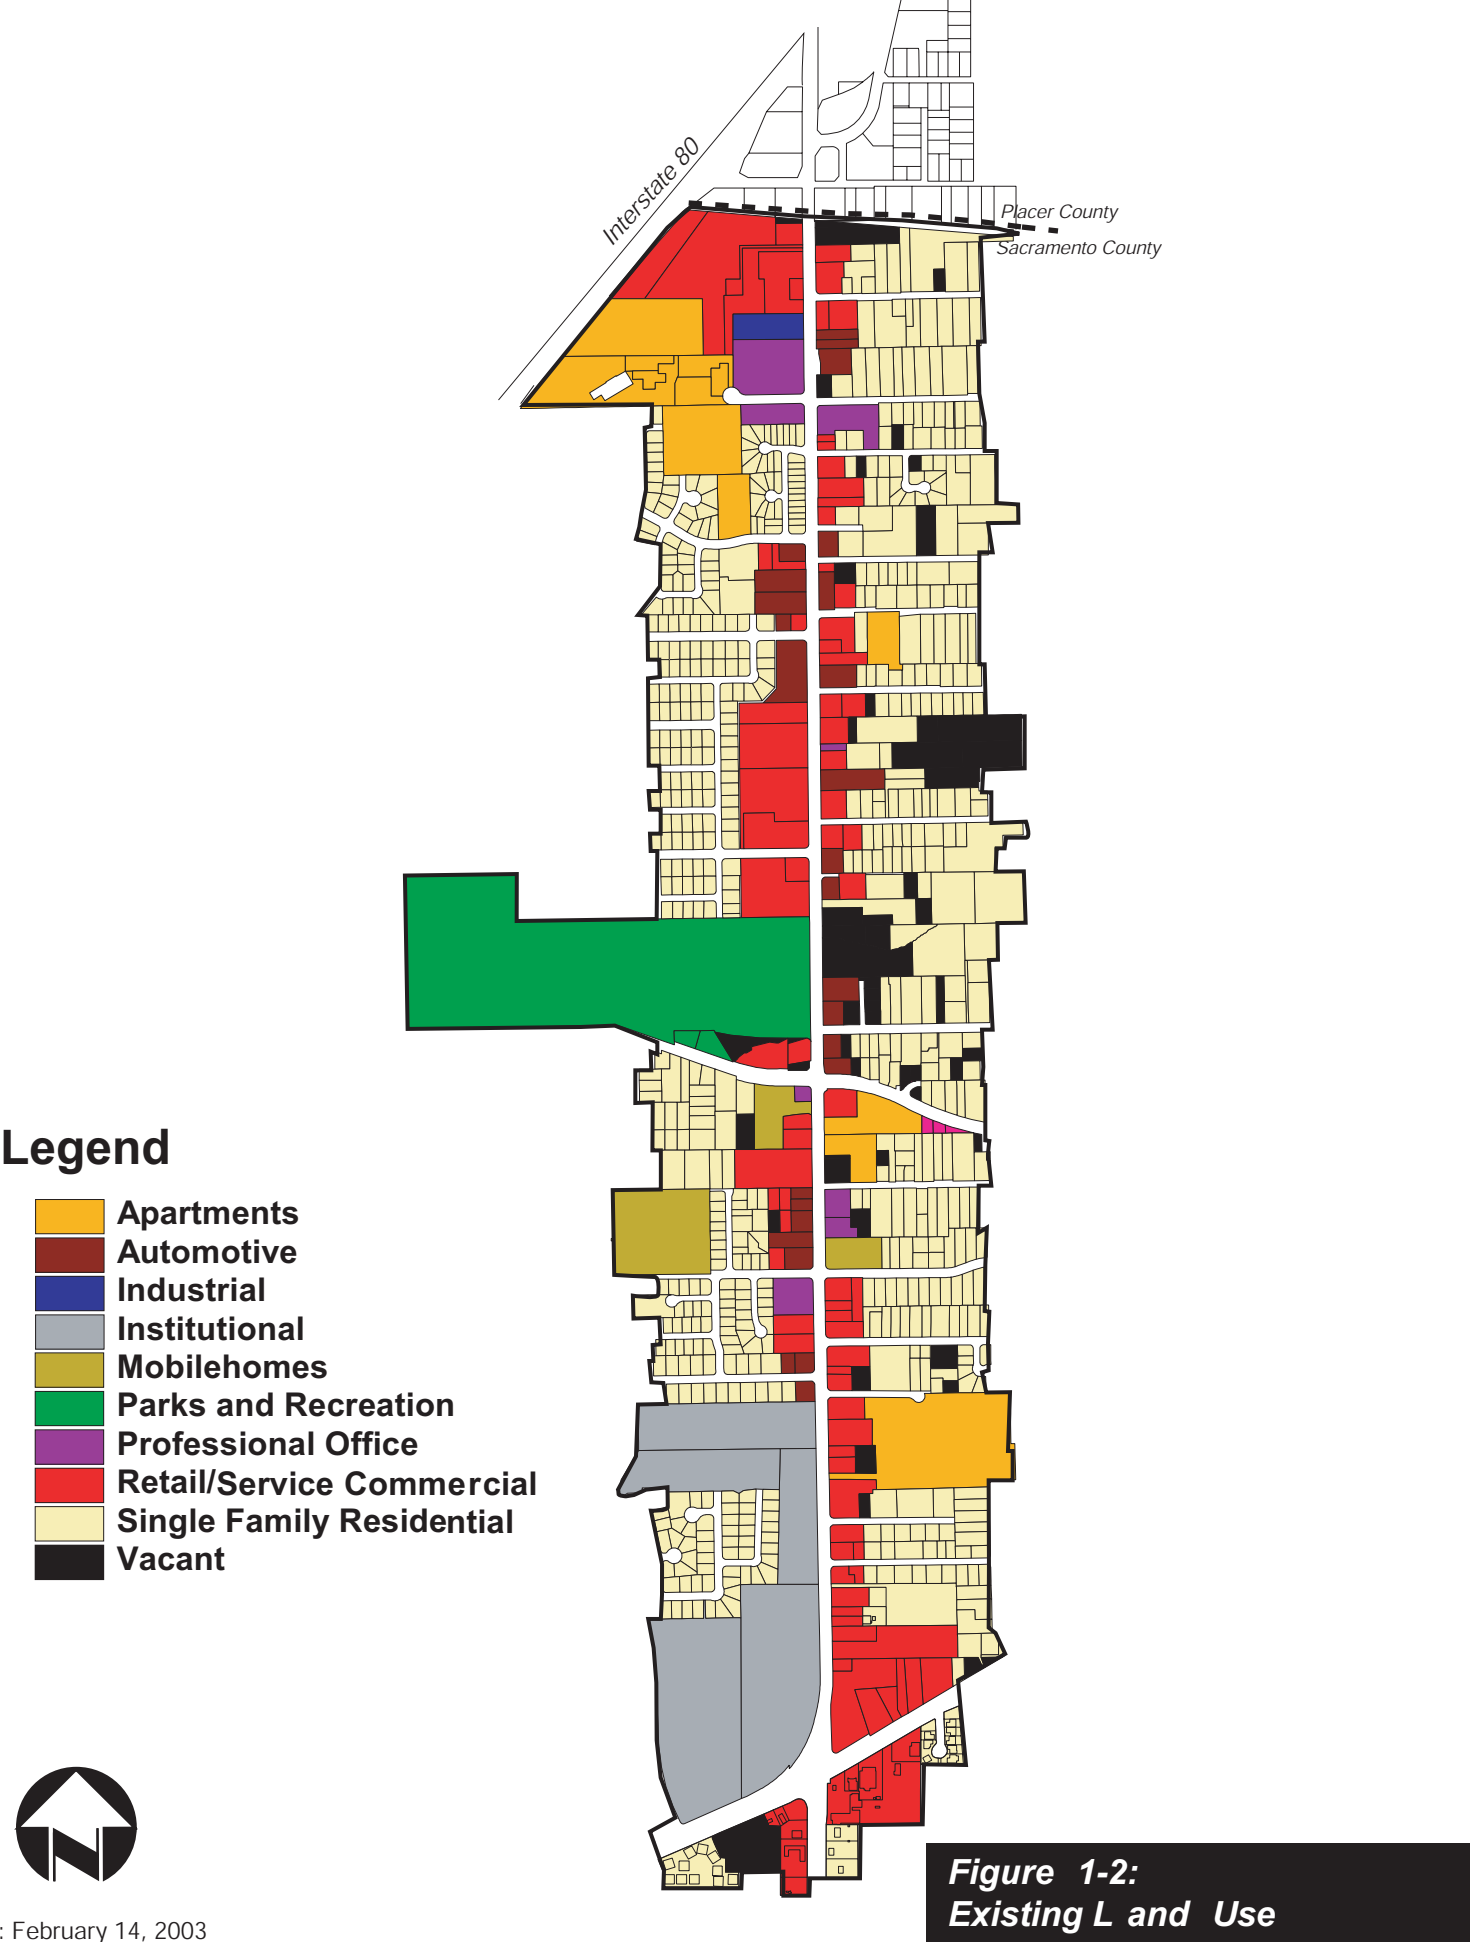 Interstate 80
Placer County
Sacramento County
Legend
Apartments
Automotive
Industrial
Institutional
Mobilehomes
Parks and Recreation
Professional Office
Retail/Service Commercial
Single Family Residential
Vacant
N
: February 14, 2003
Figure 1-2:
Existing L and Use